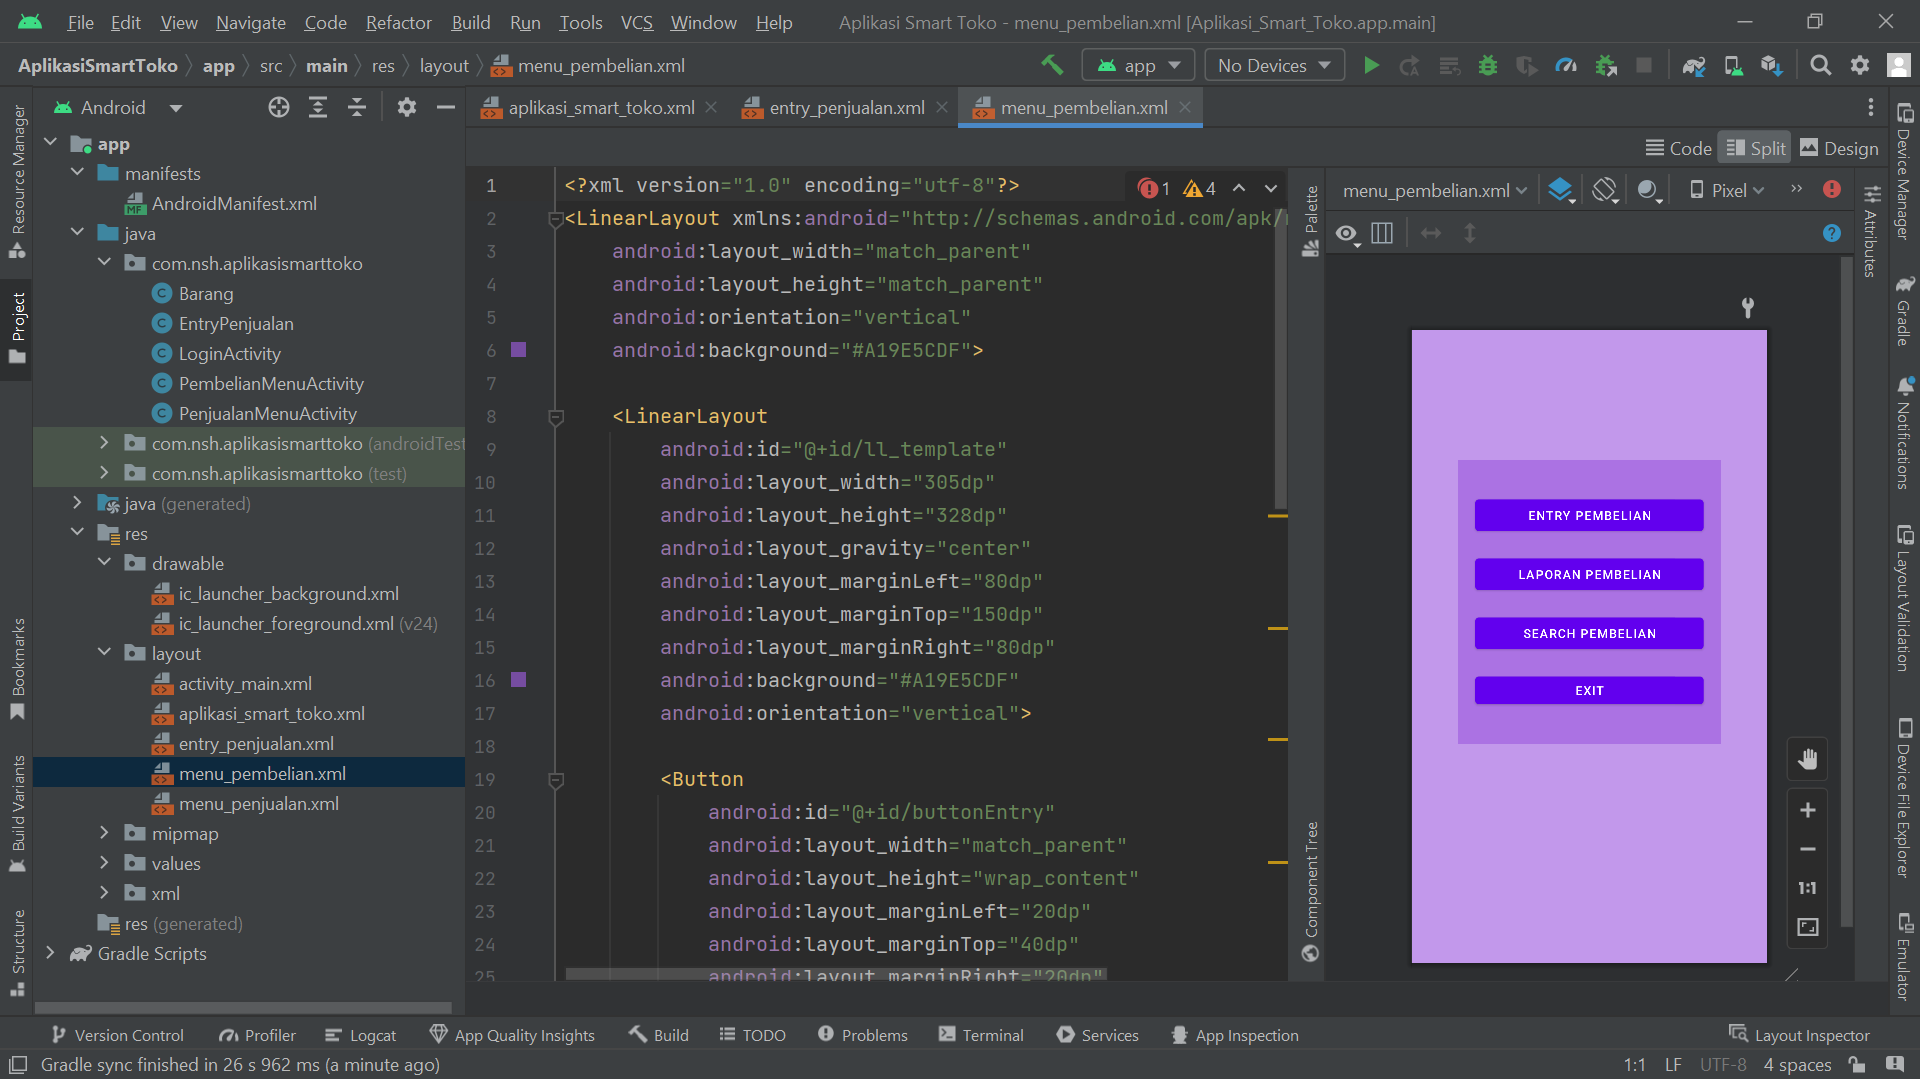 File Edit View Navigate Code Refactor Build Run Tools VCS Window Help Aplikasi Smart Toko - menu_pembelian.xml [Aplikasi_Smart_Toko.app.main]
AplikasiSmartToko app src main res layout menu_pembelian.xml app No Devices
Android aplikasi_smart_toko.xml entry_penjualan.xml menu_pembelian.xml
Code Split Design
Resource Manager
Project
Bookmarks
Build Variants
Structure
app
manifests
AndroidManifest.xml
java
com.nsh.aplikasismarttoko
Barang
EntryPenjualan
LoginActivity
PembelianMenuActivity
PenjualanMenuActivity
com.nsh.aplikasismarttoko (androidTest
com.nsh.aplikasismarttoko (test)
java (generated)
res
drawable
ic_launcher_background.xml
ic_launcher_foreground.xml (v24)
layout
activity_main.xml
aplikasi_smart_toko.xml
entry_penjualan.xml
menu_pembelian.xml
menu_penjualan.xml
mipmap
values
xml
res (generated)
Gradle Scripts
1 <?xml version="1.0" encoding="utf-8"?> 1 4
2 <LinearLayout xmlns:android="http://schemas.android.com/apk/
3 android:layout_width="match_parent"
4 android:layout_height="match_parent"
5 android:orientation="vertical"
6 android:background="#A19E5CDF">
7
8 <LinearLayout
9 android:id="@+id/ll_template"
10 android:layout_width="305dp"
11 android:layout_height="328dp"
12 android:layout_gravity="center"
13 android:layout_marginLeft="80dp"
14 android:layout_marginTop="150dp"
15 android:layout_marginRight="80dp"
16 android:background="#A19E5CDF"
17 android:orientation="vertical">
18
19 <Button
20 android:id="@+id/buttonEntry"
21 android:layout_width="match_parent"
22 android:layout_height="wrap_content"
23 android:layout_marginLeft="20dp"
24 android:layout_marginTop="40dp"
25 android:layout_marginRight="20dp"
Palette
Component Tree
menu_pembelian.xml Pixel
ENTRY PEMBELIAN
LAPORAN PEMBELIAN
SEARCH PEMBELIAN
EXIT
1:1
Attributes
Device Manager
Gradle
Notifications
Layout Validation
Device File Explorer
Emulator
Version Control Profiler Logcat App Quality Insights Build TODO Problems Terminal Services App Inspection Layout Inspector
Gradle sync finished in 26 s 962 ms (a minute ago) 1:1 LF UTF-8 4 spaces